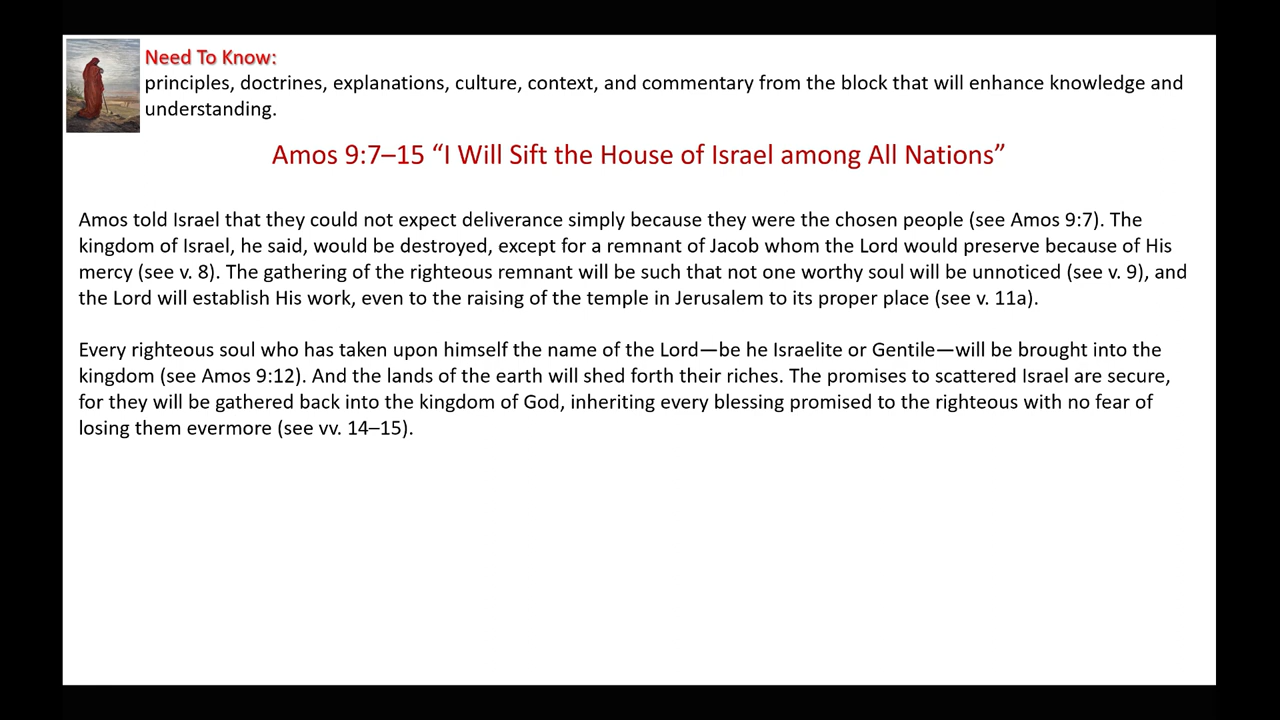 Need To Know:
principles, doctrines, explanations, culture, context, and commentary from the block that will enhance knowledge and
understanding.
Amos 9:7–15 “I Will Sift the House of Israel among All Nations”
Amos told Israel that they could not expect deliverance simply because they were the chosen people (see Amos 9:7). The
kingdom of Israel, he said, would be destroyed, except for a remnant of Jacob whom the Lord would preserve because of His
mercy (see v. 8). The gathering of the righteous remnant will be such that not one worthy soul will be unnoticed (see v. 9), and
the Lord will establish His work, even to the raising of the temple in Jerusalem to its proper place (see v. 11a).
Every righteous soul who has taken upon himself the name of the Lord—be he Israelite or Gentile—will be brought into the
kingdom (see Amos 9:12). And the lands of the earth will shed forth their riches. The promises to scattered Israel are secure,
for they will be gathered back into the kingdom of God, inheriting every blessing promised to the righteous with no fear of
losing them evermore (see vv. 14–15).